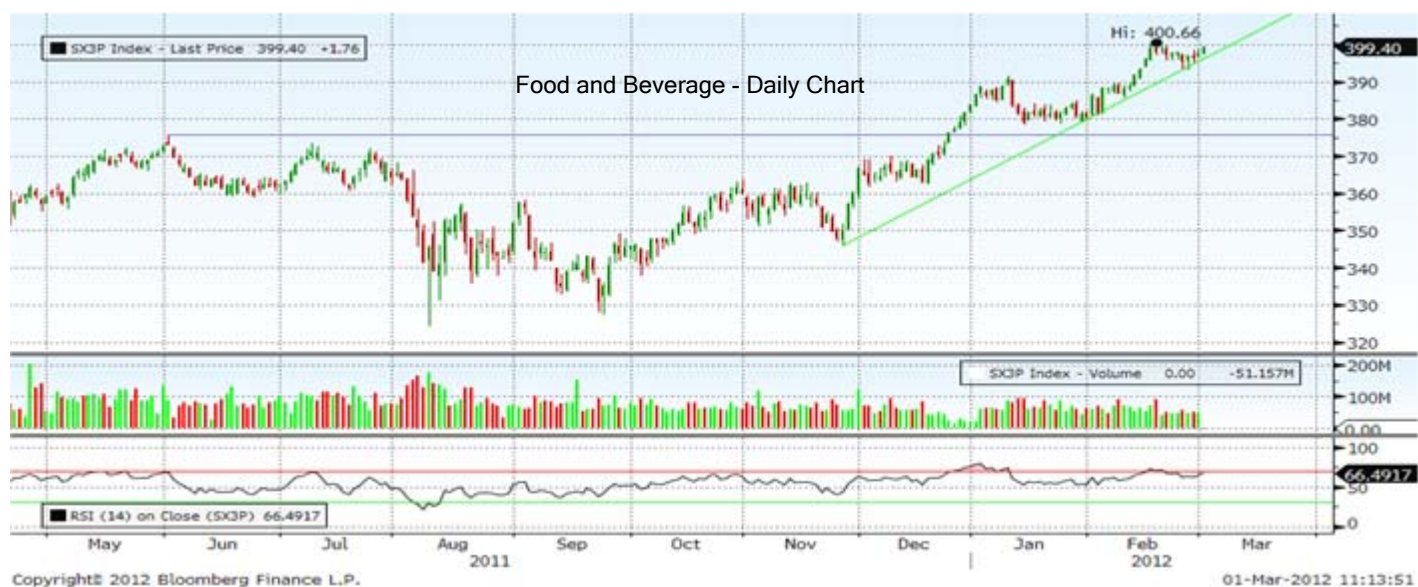 Hi: 400.66
SX3P Index - Last Price 399.40 +1.76
399.40
Food and Beverage - Daily Chart
390
380
370
360
350
340
330
320
200M
SX3P Index - Volume 0.00 -51.157M
100M
0.00
100
66.4917
50
RSI (14) on Close (SX3P) 66.4917
0
May Jun Jul Aug Sep Oct Nov Dec Jan Feb Mar
2011 2012
Copyright© 2012 Bloomberg Finance L.P. 01-Mar-2012 11:13:51